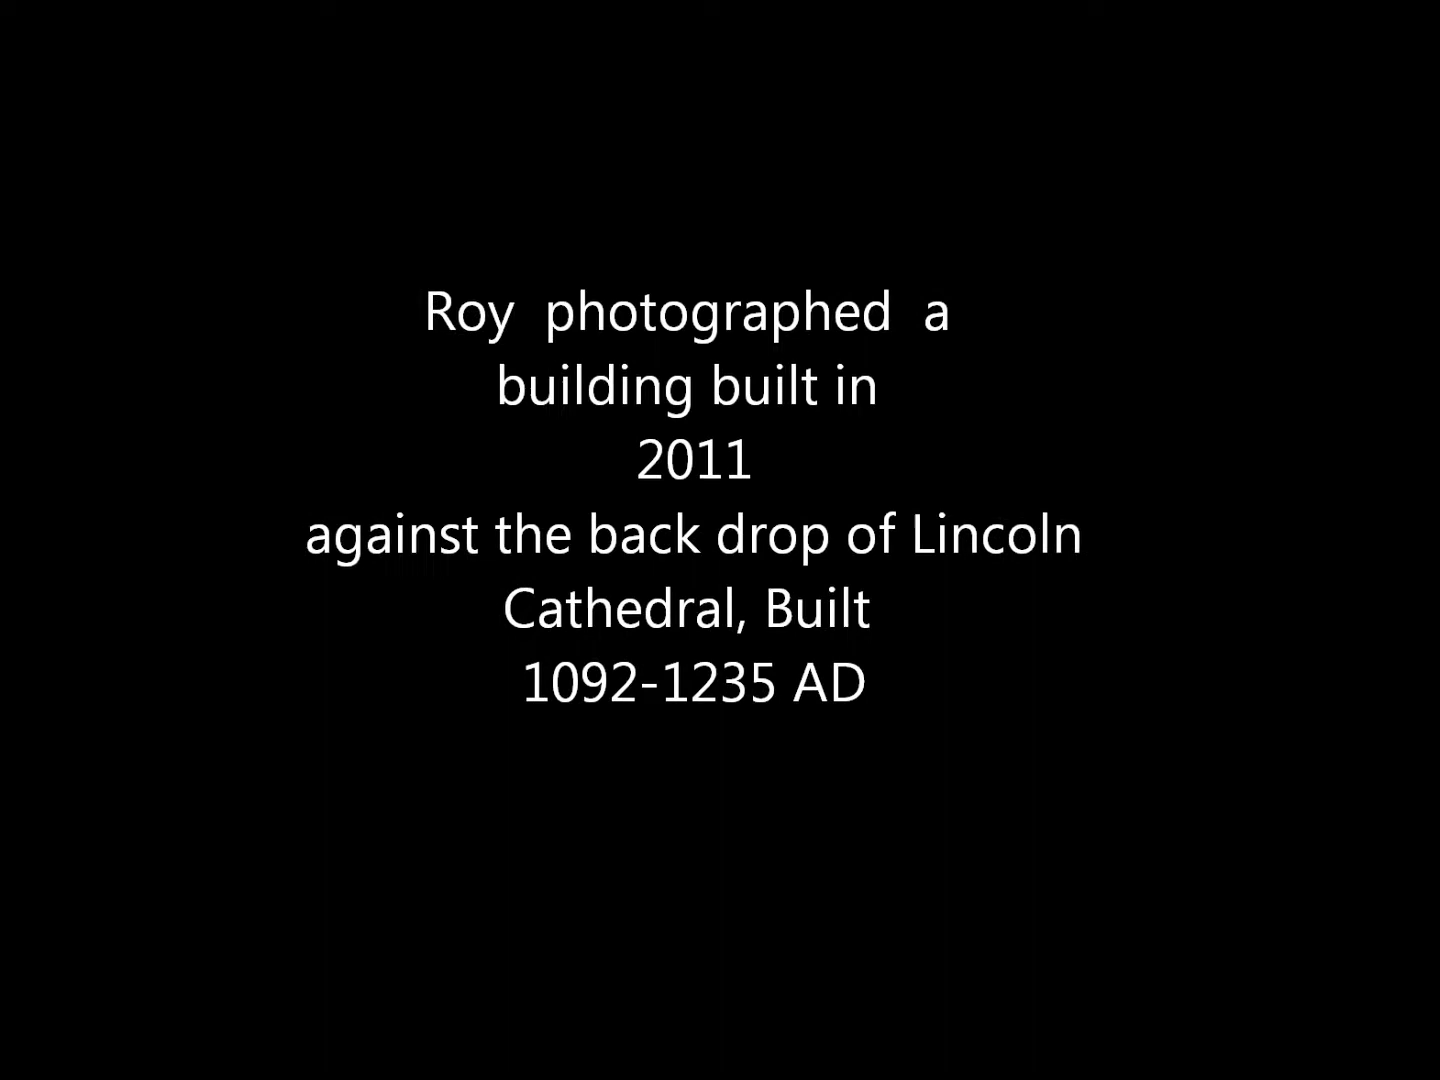 Roy photographed a
building built in
2011
against the back drop of Lincoln
Cathedral, Built
1092-1235 AD